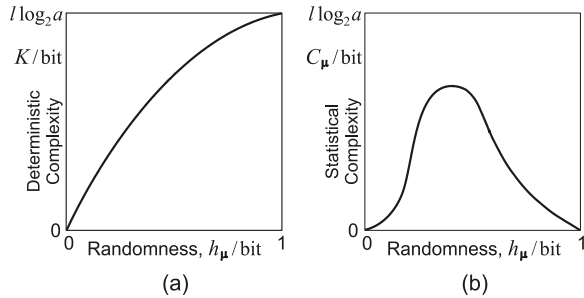 l log₂a
K/bit
Deterministic
Complexity
0
0
1
Randomness, hμ/bit
(a)
l log₂a
Cμ/bit
Statistical
Complexity
0
0
1
Randomness, hμ/bit
(b)